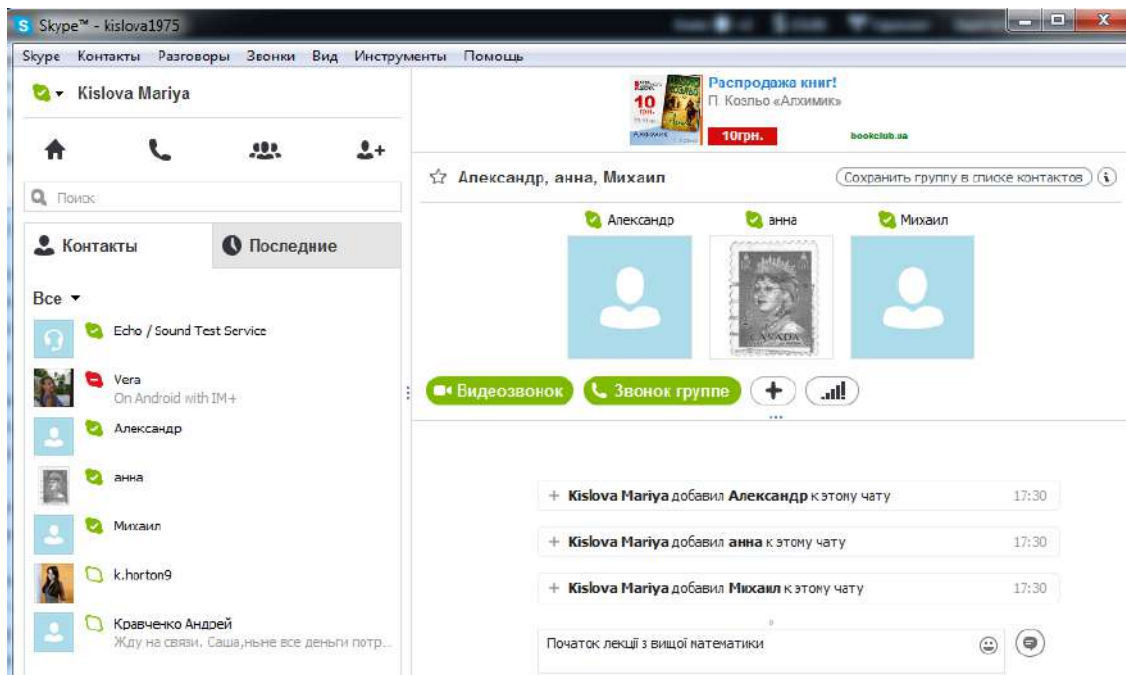 Skype™ - kislova1975
Skype Контакты Разговоры Звонки Вид Инструменты Помощь
Kislova Mariya
Поиск
Контакты
Последние
Все
Echo / Sound Test Service
Vera
On Android with IM+
Александр
анна
Михаил
k.horton9
Кравченко Андрей
Жду на связи. Саша,ныне все деньги потр...
10
грн.
Распродажа книг!
П. Коэльо «Алхимик»
10грн.
bookclub.ua
Александр, анна, Михаил
Сохранить группу в списке контактов
Александр
анна
Михаил
CANADA
Видеозвонок
Звонок группе
+ Kislova Mariya добавил Александр к этому чату 17:30
+ Kislova Mariya добавил анна к этому чату 17:30
+ Kislova Mariya добавил Михаил к этому чату 17:30
Початок лекції з вищої математики